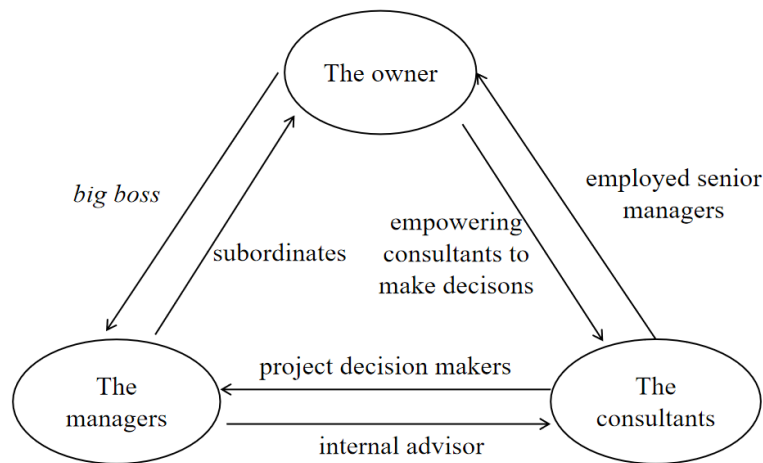 The owner
big boss
subordinates
empowering
consultants to
make decisons
employed senior
managers
The
managers
project decision makers
internal advisor
The
consultants